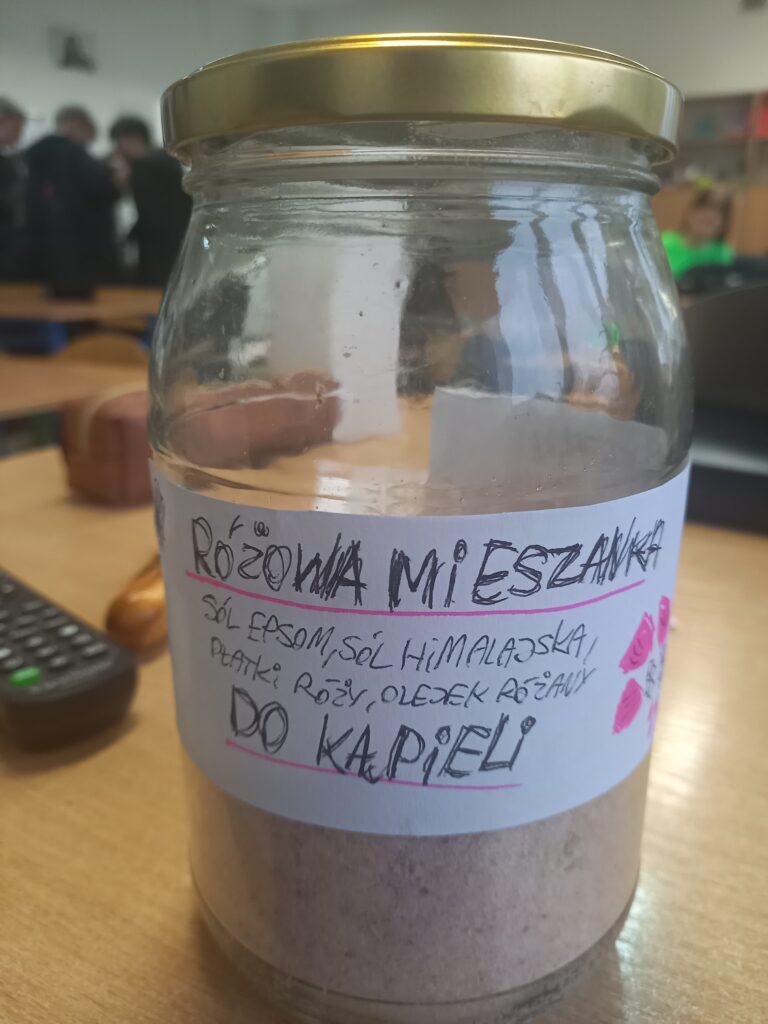 RÓŻOWA MIESZANKA
SÓL EPSOM, SÓL HIMALAJSKA,
PŁATKI RÓŻY, OLEJEK RÓŻANY
DO KĄPIELI